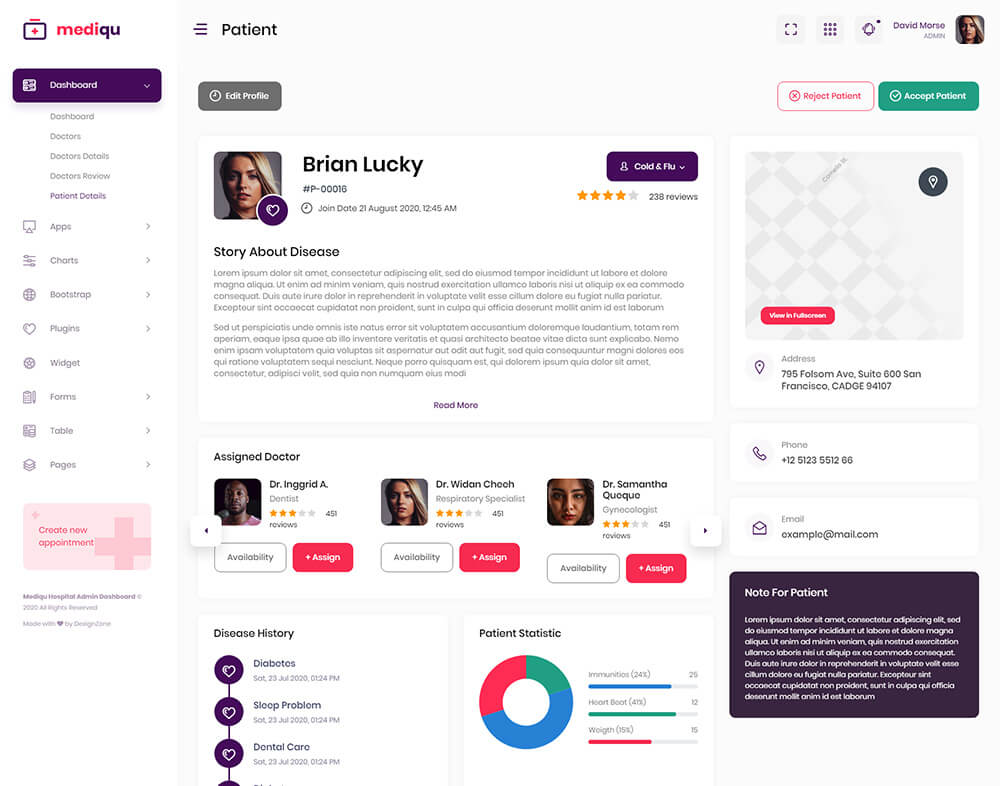 mediqu
Patient
David Morse
ADMIN
Dashboard
Dashboard
Doctors
Doctors Datails
Doctors Review
Patient Details
Apps
Charts
Bootstrap
Plugins
Widget
Forms
Table
Pages
Create new
appointment
Mediqu Hospital Admin Dashboard ©
2020 All Rights Reserved
Made with ♥ by DexignZone
Edit Profile
Reject Patient
Accept Patient
Brian Lucky
#P-00016
Join Date 21 August 2020, 12:45 AM
Cold & Flu
238 reviews
Story About Disease
Lorem ipsum dolor sit amet, consectetur adipiscing elit, sed do eiusmod tempor incididunt ut labore et dolore
magna aliqua. Ut enim ad minim veniam, quis nostrud exercitation ullamco laboris nisi ut aliquip ex ea commodo
consequat. Duis aute irure dolor in reprehenderit in voluptate velit esse cillum dolore eu fugiat nulla pariatur.
Excepteur sint occaecat cupidatat non proident, sunt in culpa qui officia deserunt mollit anim id est laborum
Sed ut perspiciatis unde omnis iste natus error sit voluptatem accusantium doloremque laudantium, totam rem
aperiam, eaque ipsa quae ab illo inventore veritatis et quasi architecto beatae vitae dicta sunt explicabo. Nemo
enim ipsam voluptatem quia voluptas sit aspernatur aut odit aut fugit, sed quia consequuntur magni dolores eos
qui ratione voluptatem sequi nesciunt. Neque porro quisquam est, qui dolorem ipsum quia dolor sit amet,
consectetur, adipisci velit, sed quia non numquam eius modi
Read More
Assigned Doctor
Dr. Inggrid A.
Dentist
451
reviews
Availability
+ Assign
Dr. Widan Cheeh
Respiratory Specialist
451
reviews
Availability
+ Assign
Dr. Samantha
Queque
Gynecologist
451
reviews
Availability
+ Assign
Disease History
Diabetes
Sat, 23 Jul 2020, 01:24 PM
Sleep Problem
Sat, 23 Jul 2020, 01:24 PM
Dental Care
Sat, 23 Jul 2020, 01:24 PM
Patient Statistic
Immunities (24%) 25
Heart Beat (41%) 12
Weigth (15%) 15
Cornelia St.
View in Fullscreen
Address
795 Folsom Ave, Suite 600 San
Francisco, CADGE 94107
Phone
+12 5123 5512 66
Email
example@mail.com
Note For Patient
Lorem ipsum dolor sit amet, consectetur adipiscing elit, sed
do eiusmod tempor incididunt ut labore et dolore magna
aliqua. Ut enim ad minim veniam, quis nostrud exercitation
ullamco laboris nisi ut aliquip ex ea commodo consequat.
Duis aute irure dolor in reprehenderit in voluptate velit esse
cillum dolore eu fugiat nulla pariatur. Excepteur sint
occaecat cupidatat non proident, sunt in culpa qui officia
deserunt mollit anim id est laborum